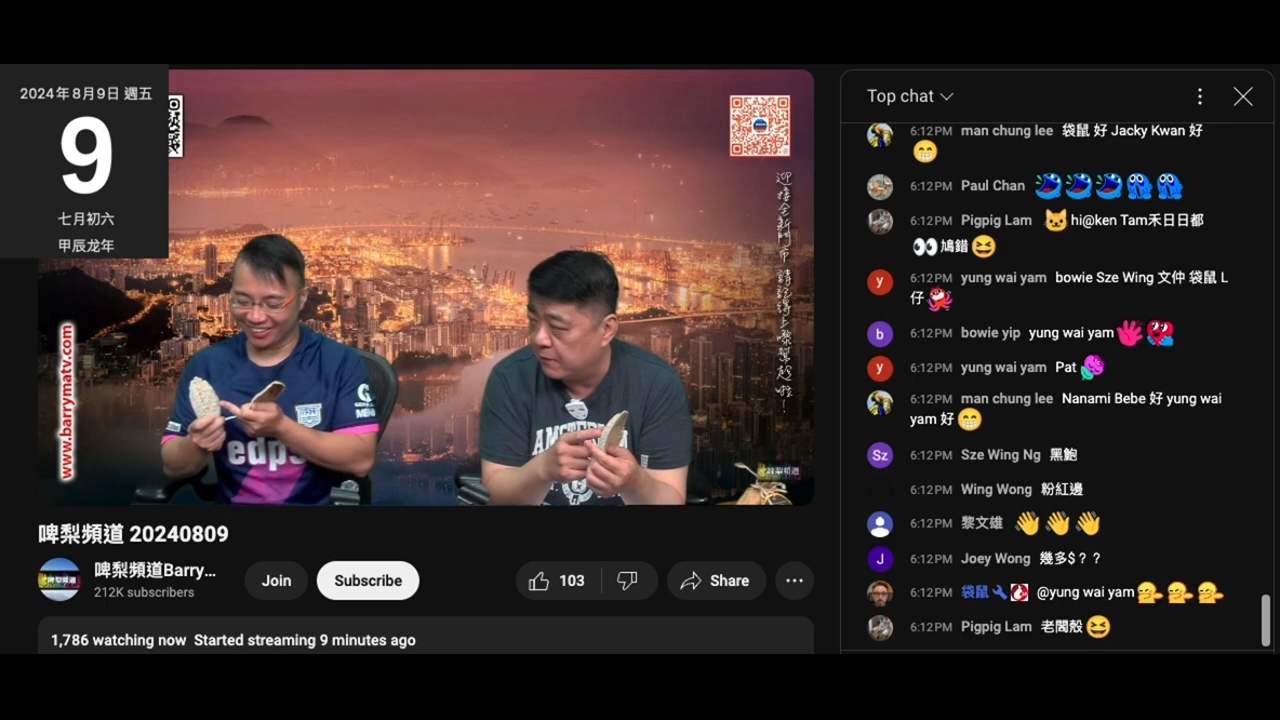 2024年8月9日 週五
9
七月初六
甲辰龙年
www.barrymatv.com
edps
AMSTERDAM
啤梨頻道 20240809
啤梨頻道Barry...
212K subscribers
Join
Subscribe
103
Share
1,786 watching now Started streaming 9 minutes ago
Top chat
6:12PM man chung lee 袋鼠 好 Jacky Kwan 好
😁
6:12PM Paul Chan
6:12PM Pigpig Lam 😺hi@ken Tam禾日日都
👀鳩錯😆
6:12PM yung wai yam bowie Sze Wing 文仲 袋鼠 L
仔
b
6:12PM bowie yip yung wai yam
y
6:12PM yung wai yam Pat
y
6:12PM man chung lee Nanami Bebe 好 yung wai
yam 好😁
Sz
6:12PM Sze Wing Ng 黑鮑
6:12PM Wing Wong 粉紅邊
6:12PM 黎文雄 👋👋👋
J
6:12PM Joey Wong 幾多$？？
6:12PM 袋鼠 @yung wai yam
6:12PM Pigpig Lam 老闆殼😆